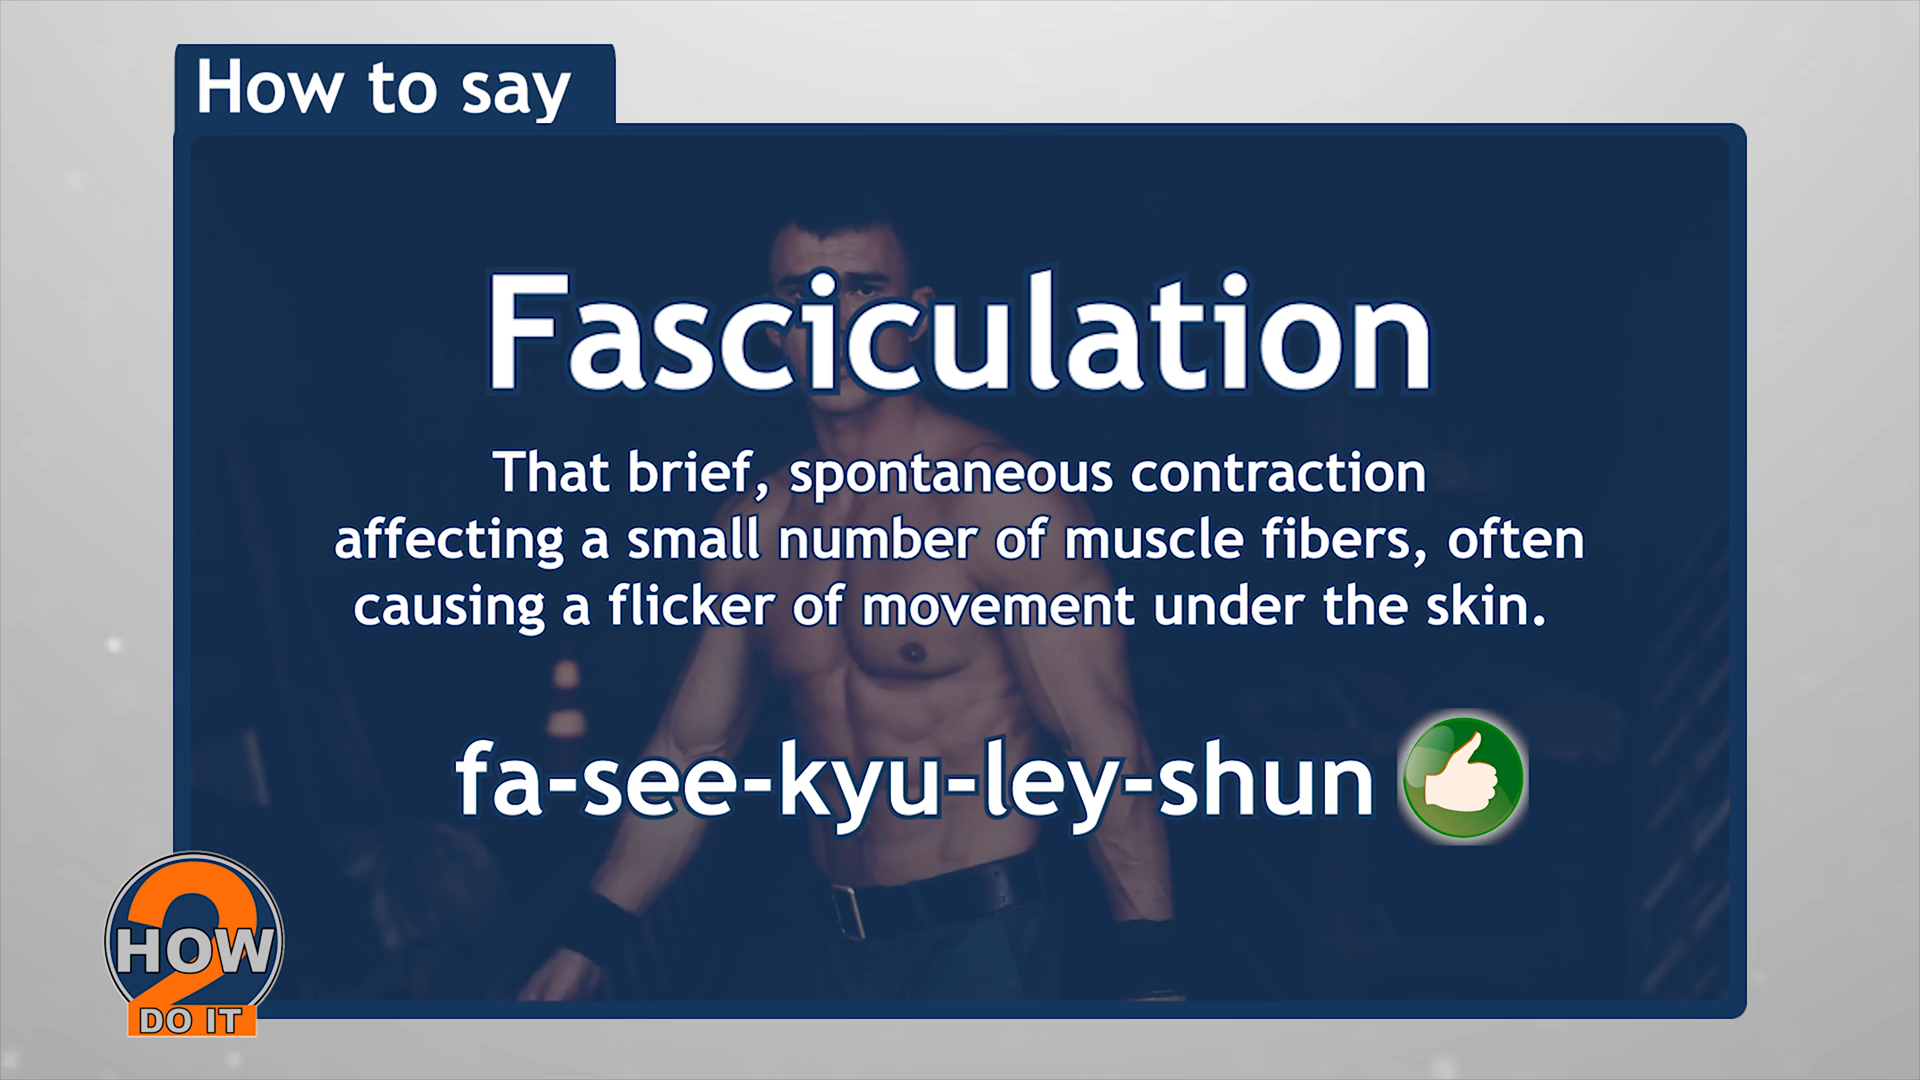 How to say
Fasciculation
That brief, spontaneous contraction
affecting a small number of muscle fibers, often
causing a flicker of movement under the skin.
fa-see-kyu-ley-shun
2
HOW
DO IT